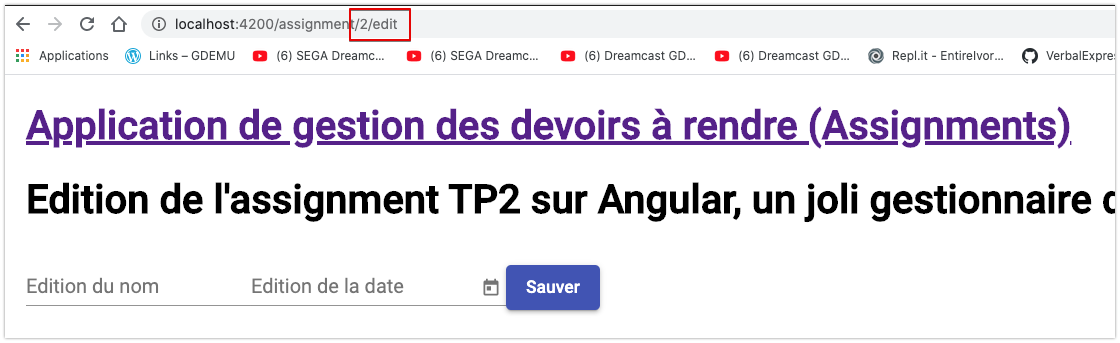 localhost:4200/assignment/2/edit
Applications Links – GDEMU (6) SEGA Dreamc... (6) SEGA Dreamc... (6) Dreamcast GD... (6) Dreamcast GD... Repl.it - EntireIvor... VerbalExpre
Application de gestion des devoirs à rendre (Assignments)
Edition de l'assignment TP2 sur Angular, un joli gestionnaire
Edition du nom Edition de la date Sauver